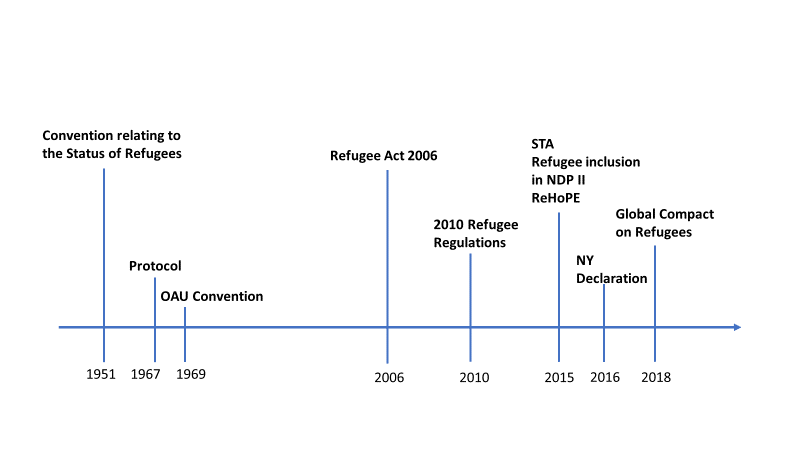 Convention relating to
the Status of Refugees
Protocol
OAU Convention
Refugee Act 2006
2010 Refugee
Regulations
STA
Refugee inclusion
in NDP II
ReHoPE
NY
Declaration
Global Compact
on Refugees
1951
1967
1969
2006
2010
2015
2016
2018